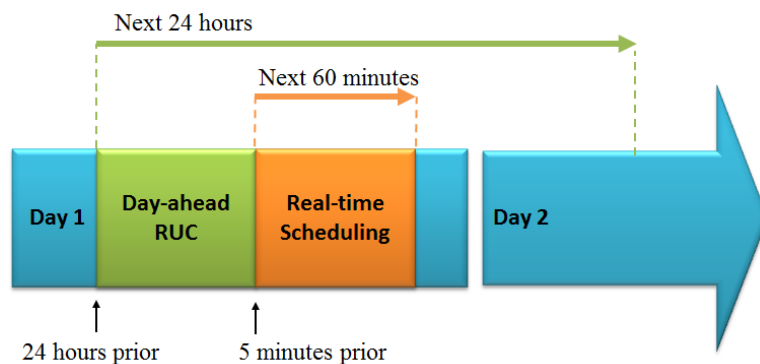 Next 24 hours
Next 60 minutes
Day 1
Day-ahead
RUC
Real-time
Scheduling
Day 2
24 hours prior
5 minutes prior